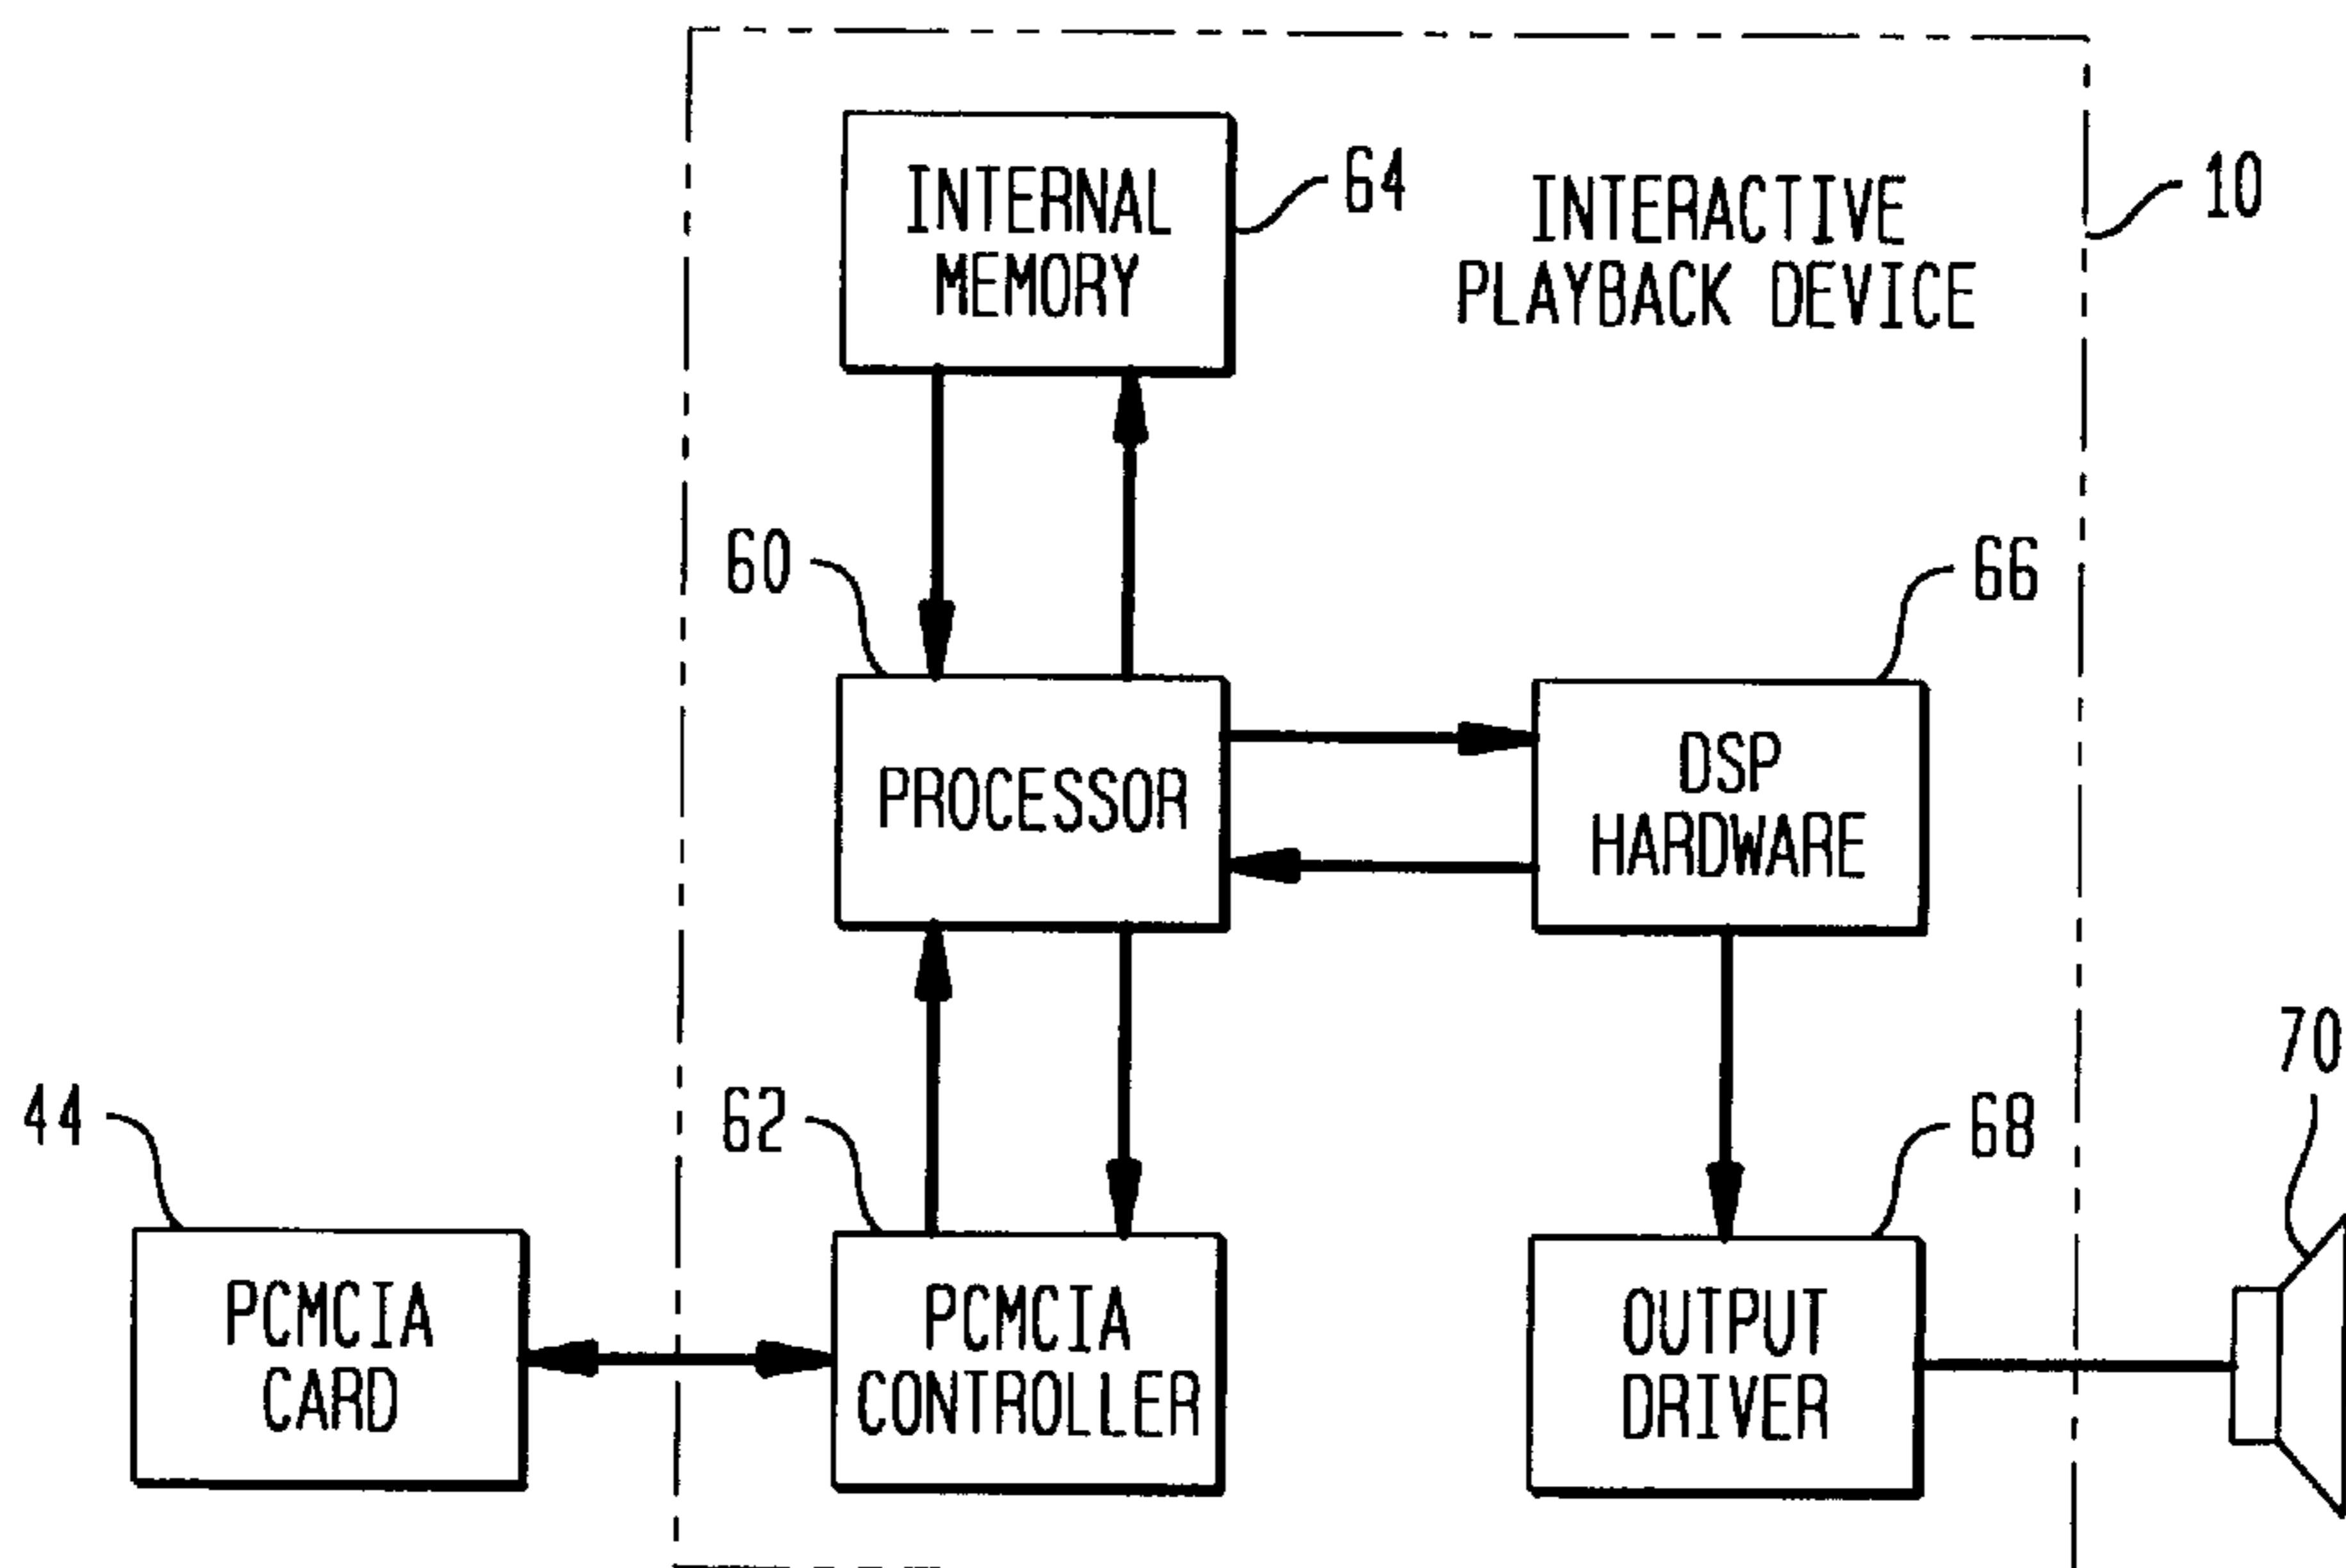 INTERNAL
MEMORY
64
INTERACTIVE
PLAYBACK DEVICE
10
60
66
PROCESSOR
DSP
HARDWARE
70
44
62
68
PCMCIA
CARD
PCMCIA
CONTROLLER
OUTPUT
DRIVER